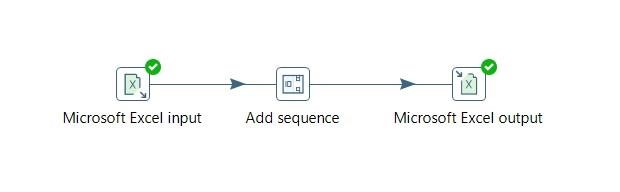 Microsoft Excel input
Add sequence
Microsoft Excel output